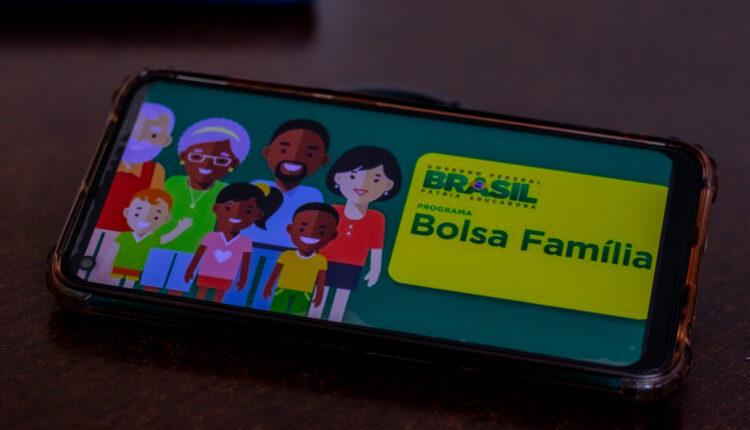 GOVERNO FEDERAL
BRASIL
PÁTRIA EDUCADORA
PROGRAMA
Bolsa Família